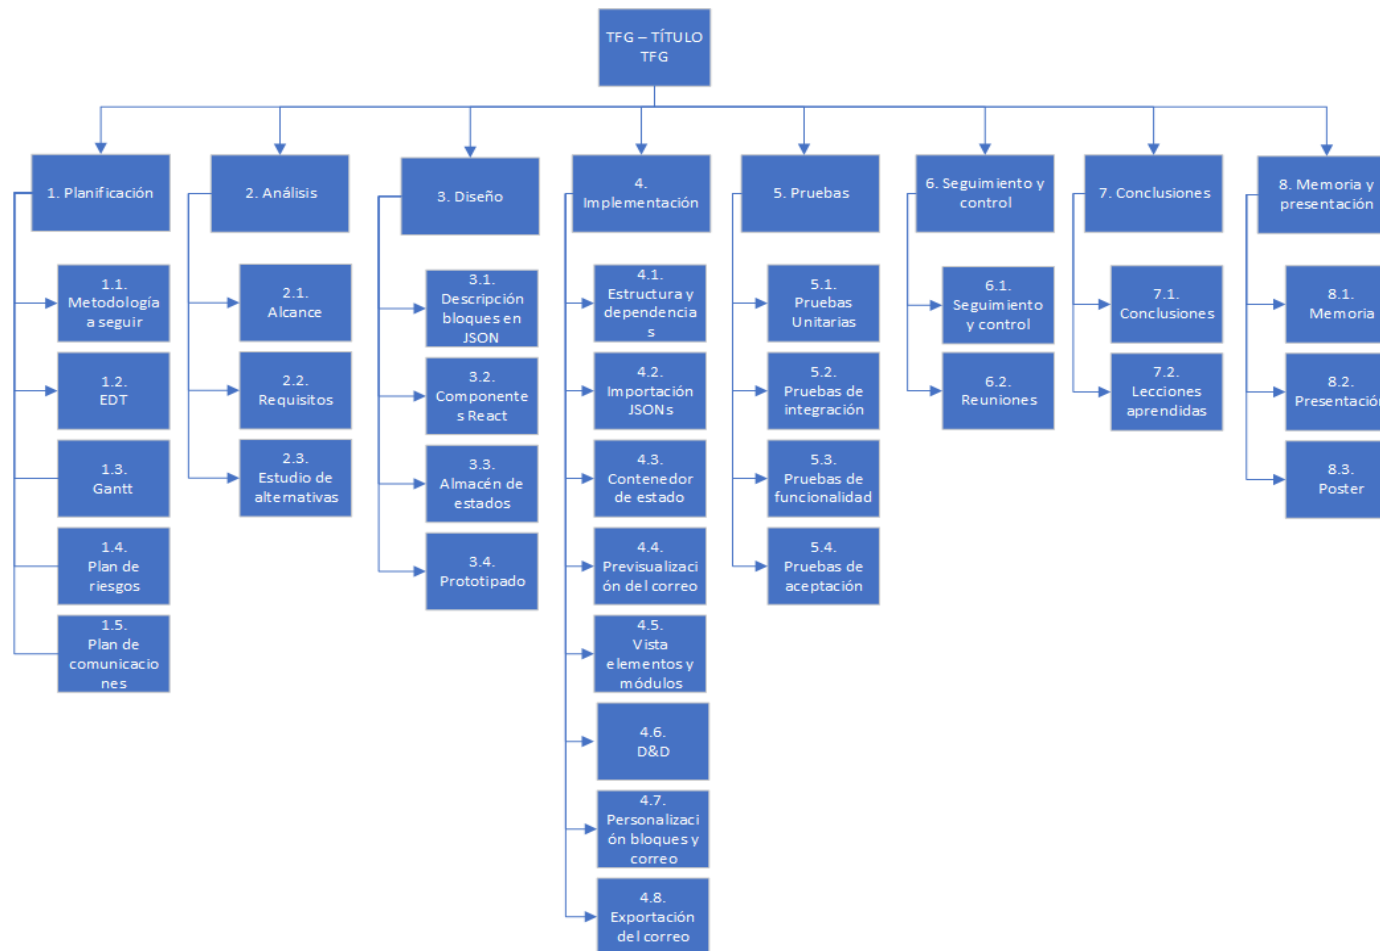 TFG – TÍTULO
TFG
1. Planificación
2. Análisis
3. Diseño
4.
Implementación
5. Pruebas
6. Seguimiento y
control
7. Conclusiones
8. Memoria y
presentación
1.1.
Metodología
a seguir
1.2.
EDT
1.3.
Gantt
1.4.
Plan de
riesgos
1.5.
Plan de
comunicacio
nes
2.1.
Alcance
2.2.
Requisitos
2.3.
Estudio de
alternativas
3.1.
Descripción
bloques en
JSON
3.2.
Componente
s React
3.3.
Almacén de
estados
3.4.
Prototipado
4.1.
Estructura y
dependencia
s
4.2.
Importación
JSONs
4.3.
Contenedor
de estado
4.4.
Previsualizaci
ón del correo
4.5.
Vista
elementos y
módulos
4.6.
D&D
4.7.
Personalizaci
ón bloques y
correo
4.8.
Exportación
del correo
5.1.
Pruebas
Unitarias
5.2.
Pruebas de
integración
5.3.
Pruebas de
funcionalidad
5.4.
Pruebas de
aceptación
6.1.
Seguimiento
y control
6.2.
Reuniones
7.1.
Conclusiones
7.2.
Lecciones
aprendidas
8.1.
Memoria
8.2.
Presentación
8.3.
Poster